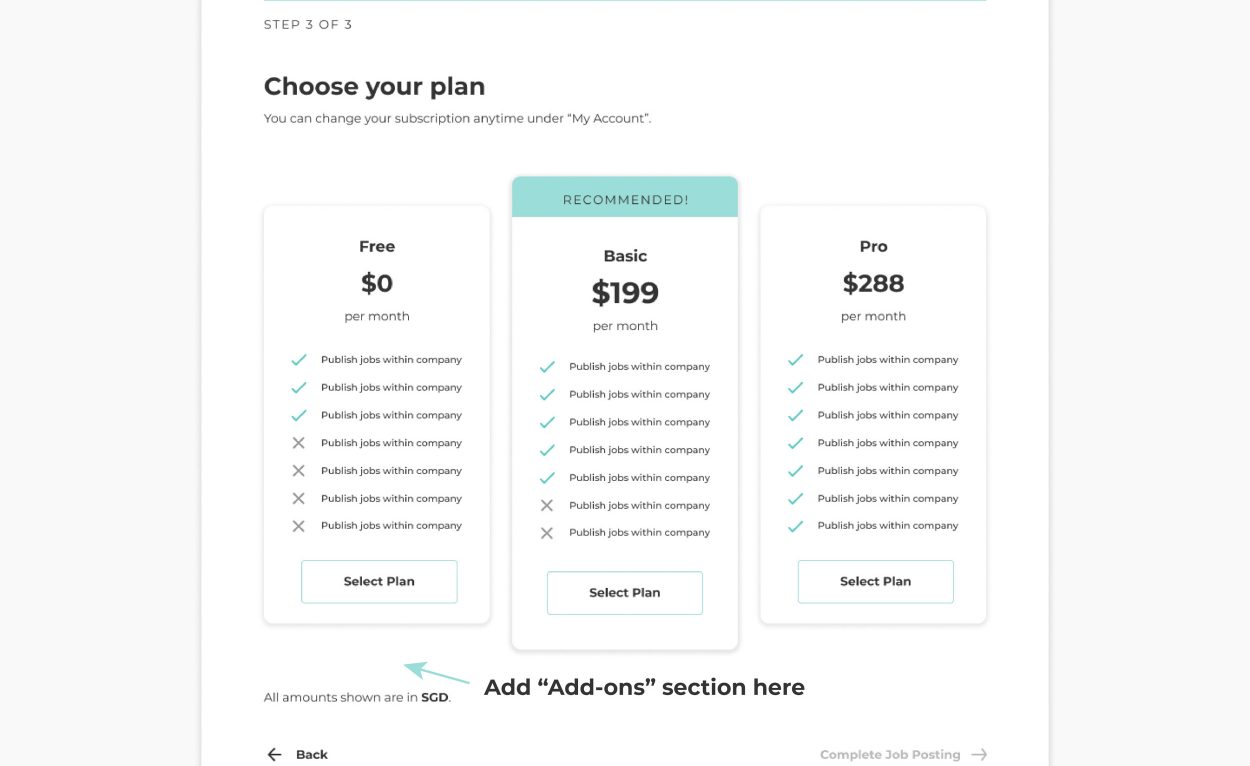 STEP 3 OF 3
Choose your plan
You can change your subscription anytime under “My Account”.
Free
$0
per month
Publish jobs within company
Publish jobs within company
Publish jobs within company
Publish jobs within company
Publish jobs within company
Publish jobs within company
Publish jobs within company
Select Plan
RECOMMENDED!
Basic
$199
per month
Publish jobs within company
Publish jobs within company
Publish jobs within company
Publish jobs within company
Publish jobs within company
Publish jobs within company
Publish jobs within company
Select Plan
Pro
$288
per month
Publish jobs within company
Publish jobs within company
Publish jobs within company
Publish jobs within company
Publish jobs within company
Publish jobs within company
Publish jobs within company
Select Plan
Add “Add-ons” section here
All amounts shown are in SGD.
Back
Complete Job Posting